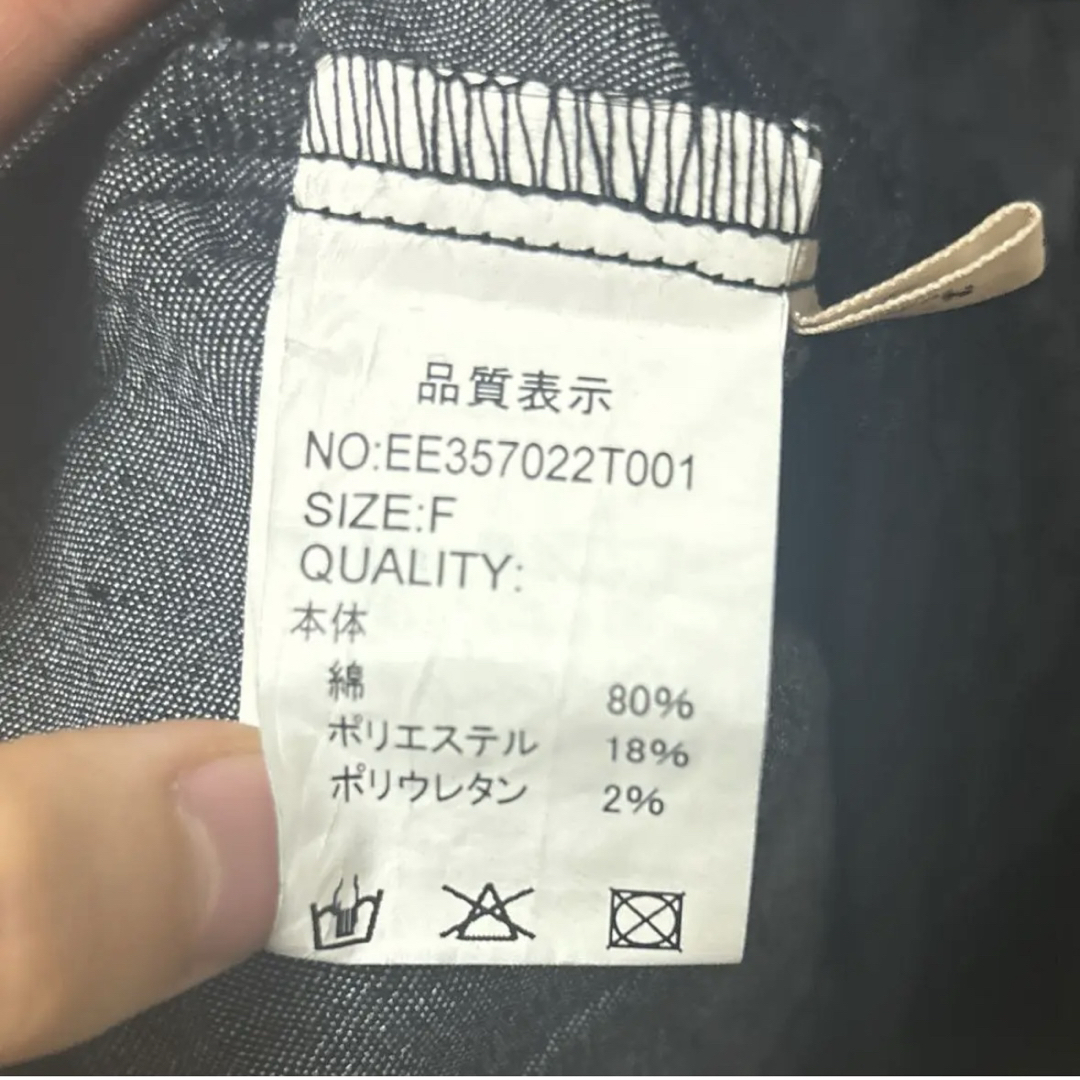 品質表示
NO:EE357022T001
SIZE:F
QUALITY:
本体
綿 80%
ポリエステル 18%
ポリウレタン 2%